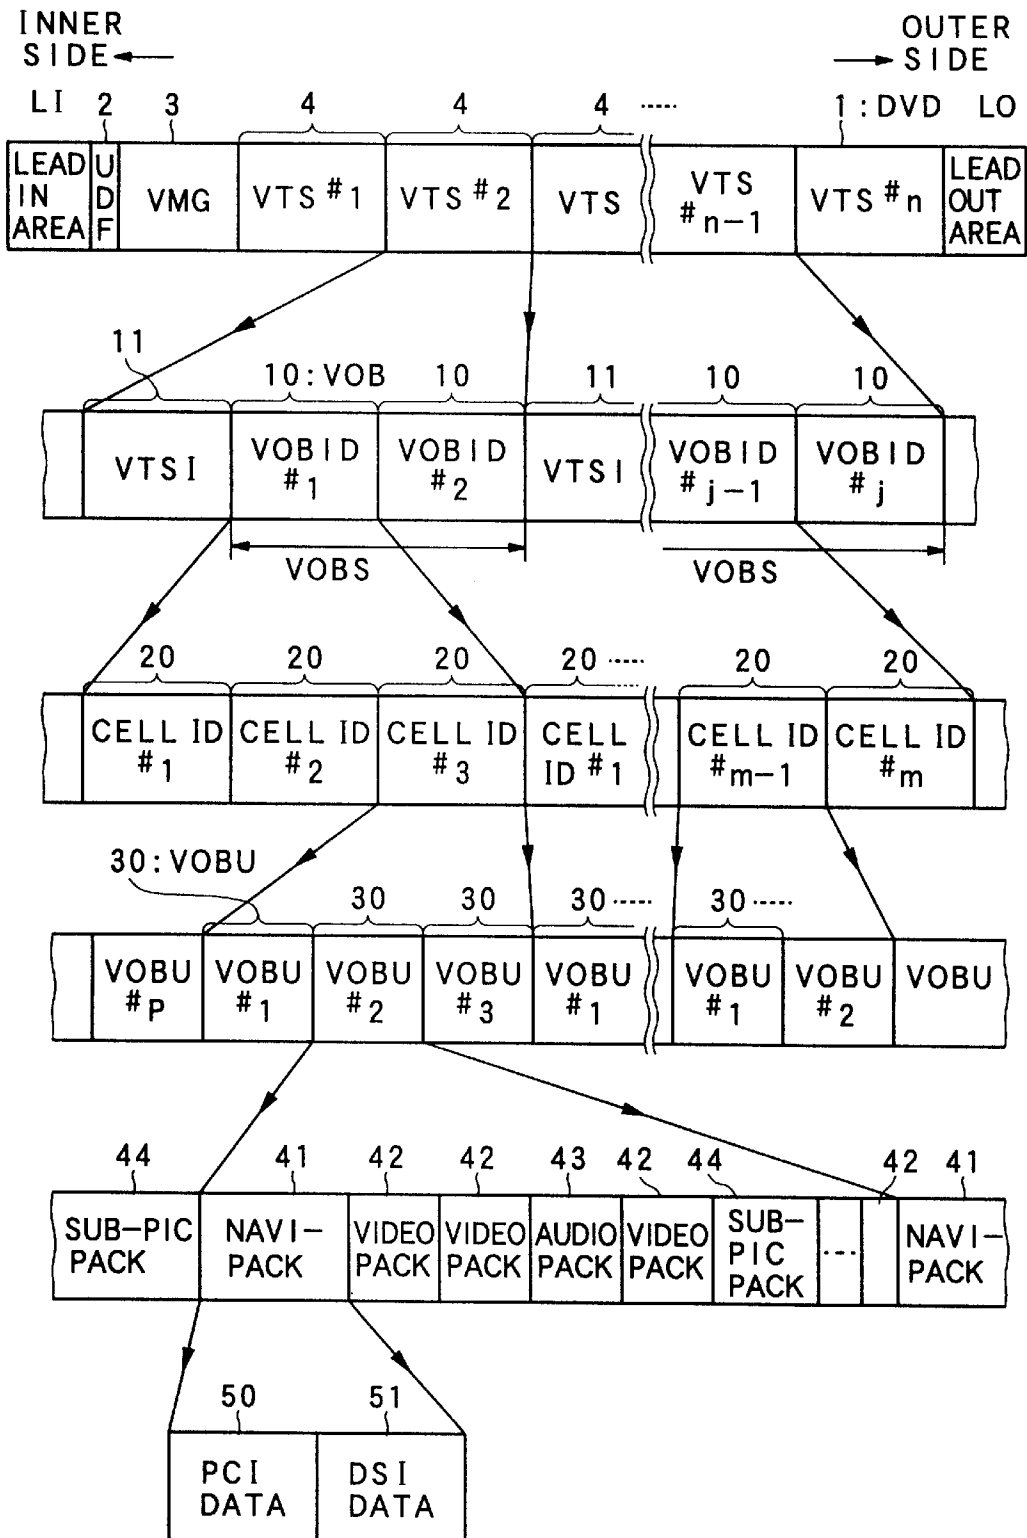 INNER SIDE
OUTER SIDE
LI 2 3 4 4 4 ····· 1:DVD LO
LEAD IN AREA
UDF
VMG
VTS #1
VTS #2
VTS
VTS #n-1
VTS #n
LEAD OUT AREA
11 10:VOB 10 11 10 10
VTSI
VOBID #1
VOBID #2
VTSI
VOBID #j-1
VOBID #j
VOBS
VOBS
20 20 20 20 ····· 20 20
CELL ID #1
CELL ID #2
CELL ID #3
CELL ID #1
CELL ID #m-1
CELL ID #m
30:VOBU 30 30 30 ····· 30 ·····
VOBU #P
VOBU #1
VOBU #2
VOBU #3
VOBU #1
VOBU #1
VOBU #2
VOBU
44 41 42 42 43 42 44 42 41
SUB-PIC PACK
NAVI-PACK
VIDEO PACK
VIDEO PACK
AUDIO PACK
VIDEO PACK
SUB-PIC PACK
···
NAVI-PACK
50 51
PCI DATA
DSI DATA